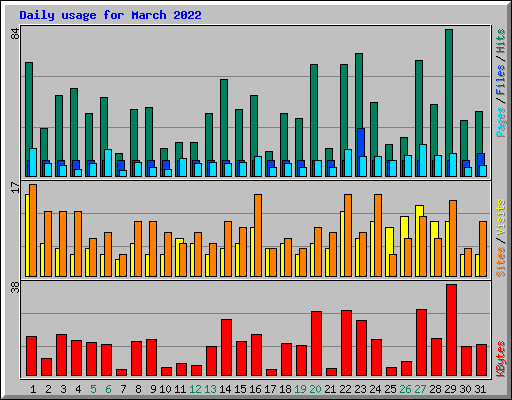 Daily usage for March 2022
84
Pages / Files / Hits
17
Sites / Visits
38
KBytes
1 2 3 4 5 6 7 8 9 10 11 12 13 14 15 16 17 18 19 20 21 22 23 24 25 26 27 28 29 30 31